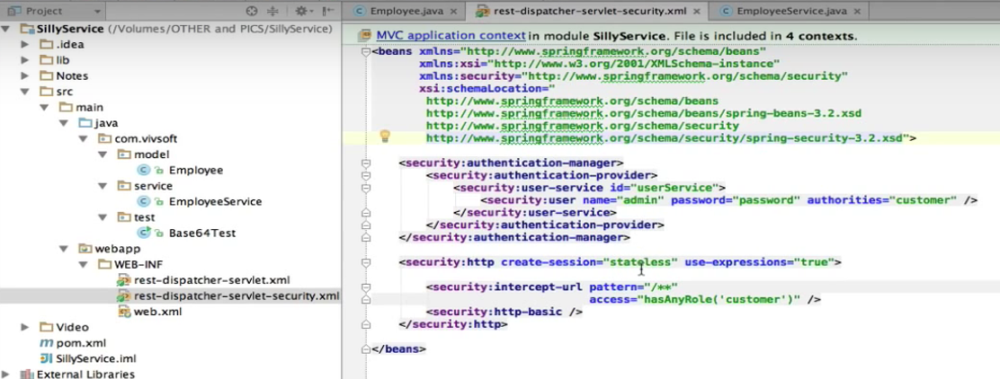 Project
Employee.java
rest-dispatcher-servlet-security.xml
EmployeeService.java
SillyService (/Volumes/OTHER and PICS/SillyService)
.idea
lib
Notes
src
main
java
com.vivsoft
model
Employee
service
EmployeeService
test
Base64Test
webapp
WEB-INF
rest-dispatcher-servlet.xml
rest-dispatcher-servlet-security.xml
web.xml
Video
pom.xml
SillyService.iml
External Libraries
MVC application context in module SillyService. File is included in 4 contexts.
<beans xmlns="http://www.springframework.org/schema/beans"
xmlns:xsi="http://www.w3.org/2001/XMLSchema-instance"
xmlns:security="http://www.springframework.org/schema/security"
xsi:schemaLocation="
http://www.springframework.org/schema/beans
http://www.springframework.org/schema/beans/spring-beans-3.2.xsd
http://www.springframework.org/schema/security
http://www.springframework.org/schema/security/spring-security-3.2.xsd">
<security:authentication-manager>
<security:authentication-provider>
<security:user-service id="userService">
<security:user name="admin" password="password" authorities="customer" />
</security:user-service>
</security:authentication-provider>
</security:authentication-manager>
<security:http create-session="stateless" use-expressions="true">
<security:intercept-url pattern="/**"
access="hasAnyRole('customer')" />
<security:http-basic />
</security:http>
</beans>